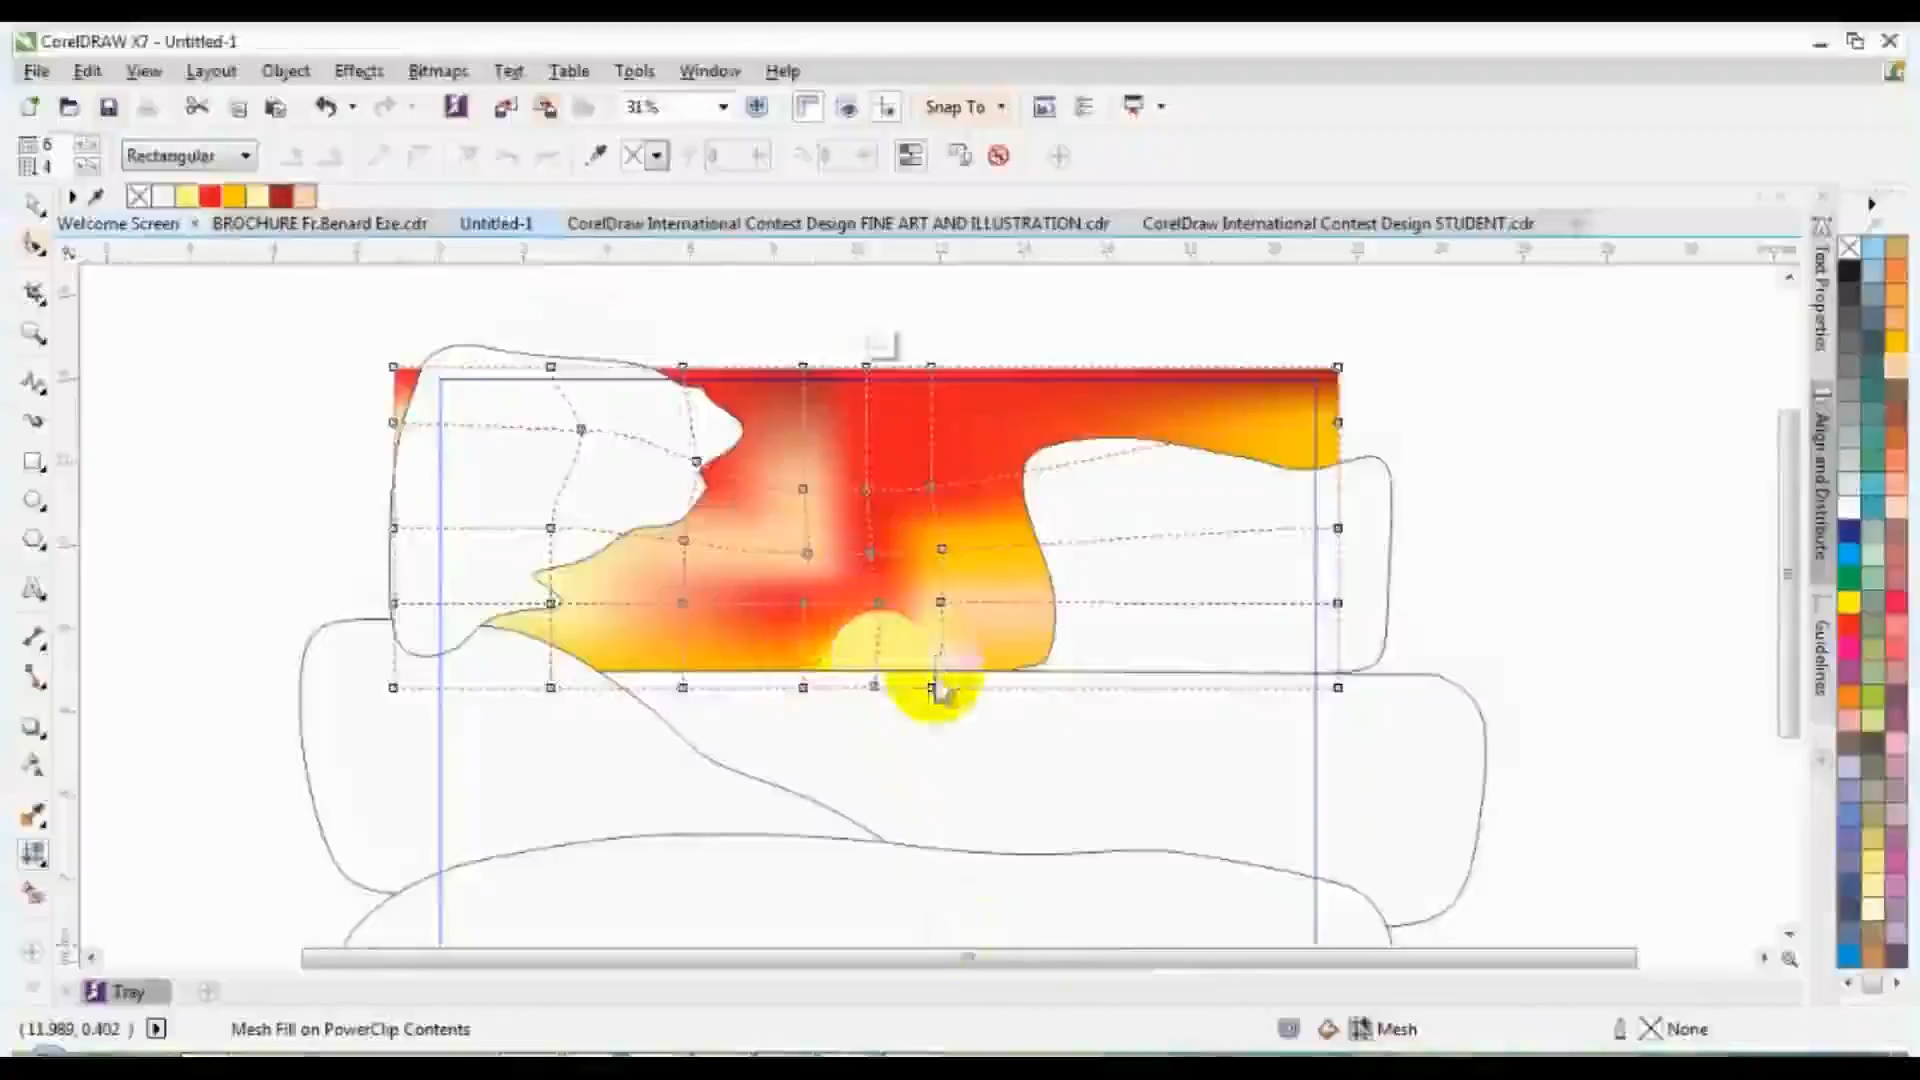 CorelDRAW X7 - Untitled-1
File Edit View Layout Object Effects Bitmaps Text Table Tools Window Help
31% Snap To
6
4
Rectangular
Welcome Screen BROCHURE Fr.Benard Eze.cdr Untitled-1 CorelDraw International Contest Design FINE ART AND ILLUSTRATION.cdr CorelDraw International Contest Design STUDENT.cdr
Text Properties
Align and Distribute
Guidelines
Tray
(11.989, 0.402 ) Mesh Fill on PowerClip Contents Mesh None